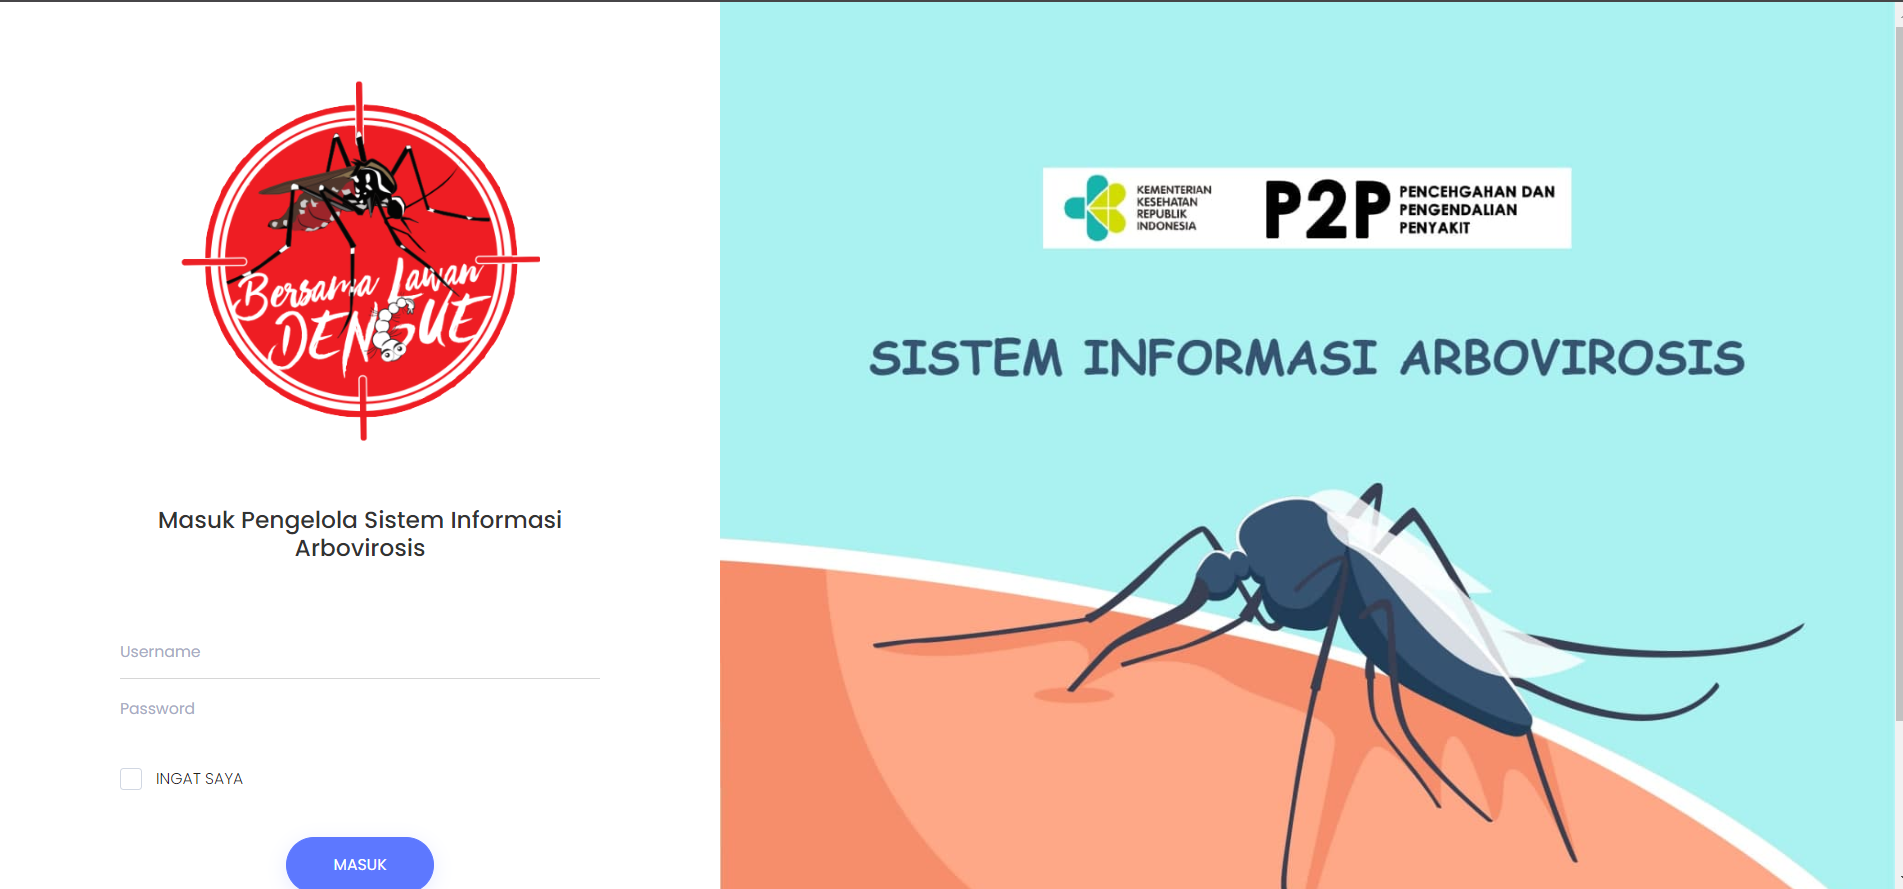 Bersama Lawan
DENGUE
Masuk Pengelola Sistem Informasi
Arbovirosis
Username
Password
INGAT SAYA
MASUK
KEMENTERIAN
KESEHATAN
REPUBLIK
INDONESIA
P2P
PENCEHGAHAN DAN
PENGENDALIAN
PENYAKIT
SISTEM INFORMASI ARBOVIROSIS